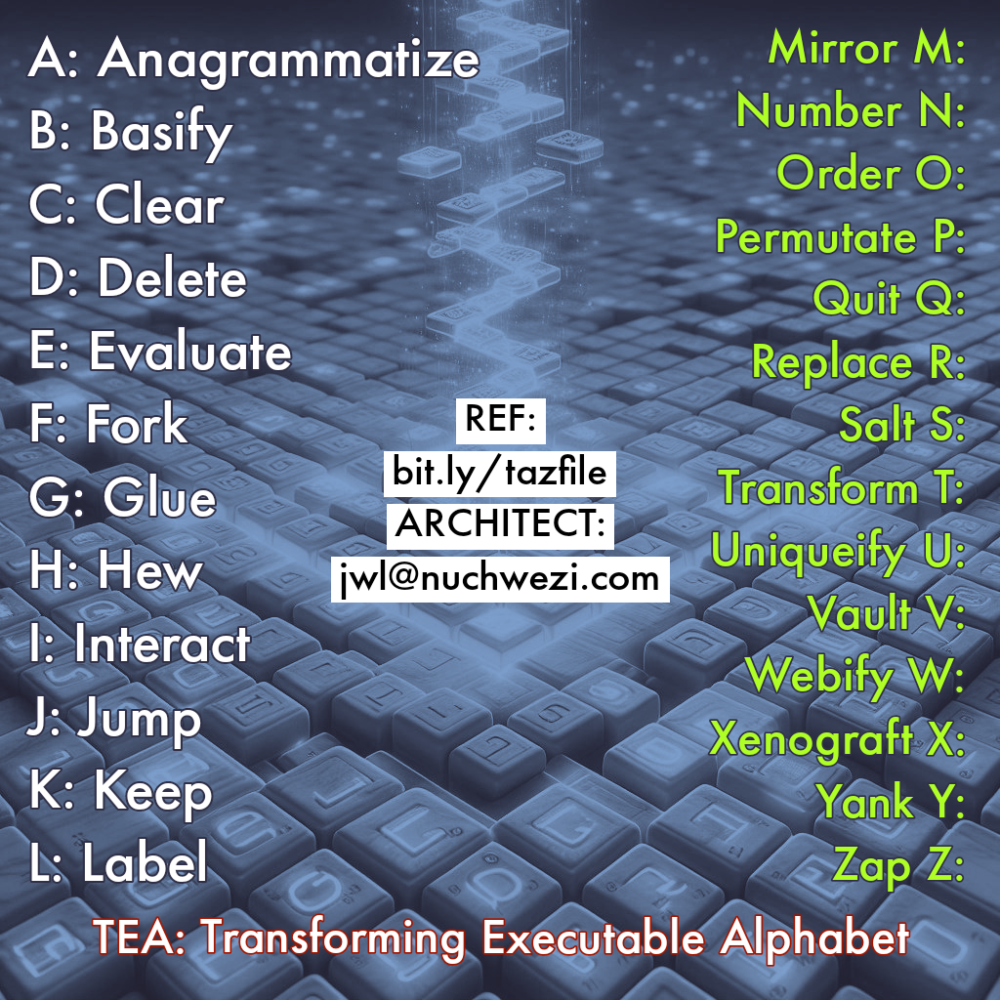 A: Anagrammatize
B: Basify
C: Clear
D: Delete
E: Evaluate
F: Fork
G: Glue
H: Hew
I: Interact
J: Jump
K: Keep
L: Label
Mirror M:
Number N:
Order O:
Permutate P:
Quit Q:
Replace R:
Salt S:
Transform T:
Uniqueify U:
Vault V:
Webify W:
Xenograft X:
Yank Y:
Zap Z:
REF:
bit.ly/tazfile
ARCHITECT:
jwl@nuchwezi.com
TEA: Transforming Executable Alphabet